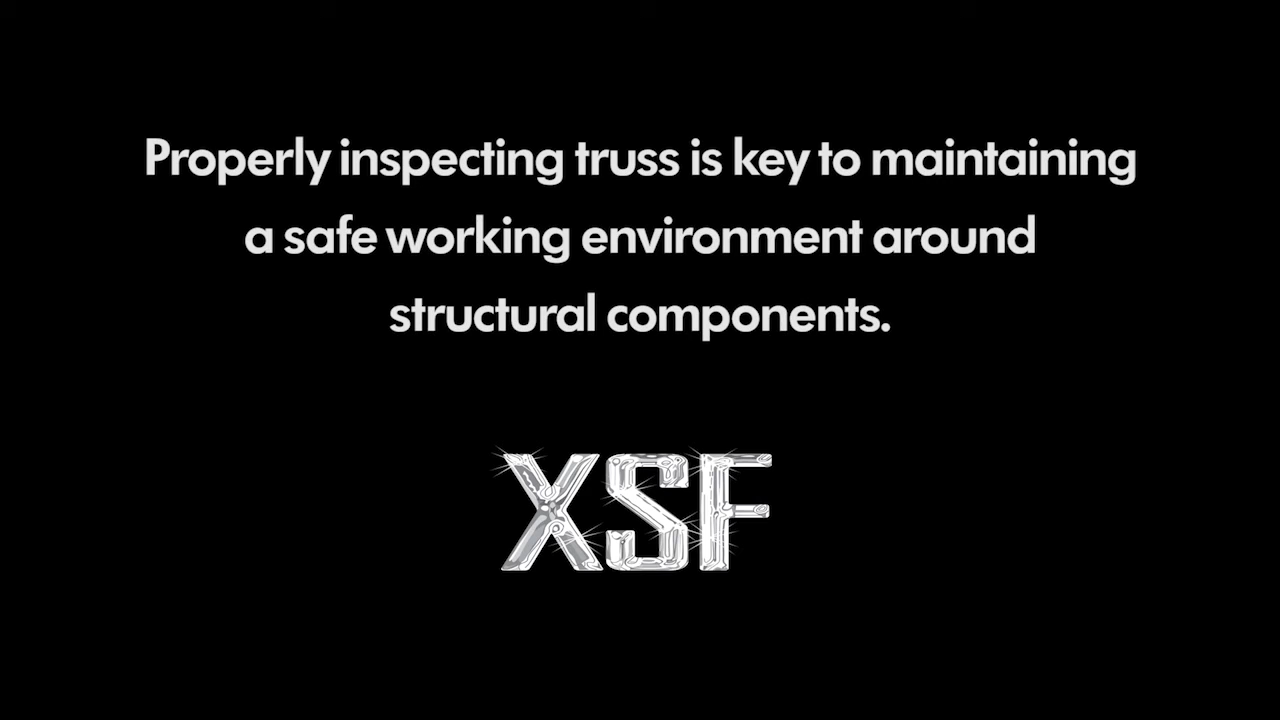 Properly inspecting truss is key to maintaining
a safe working environment around
structural components.
XSF